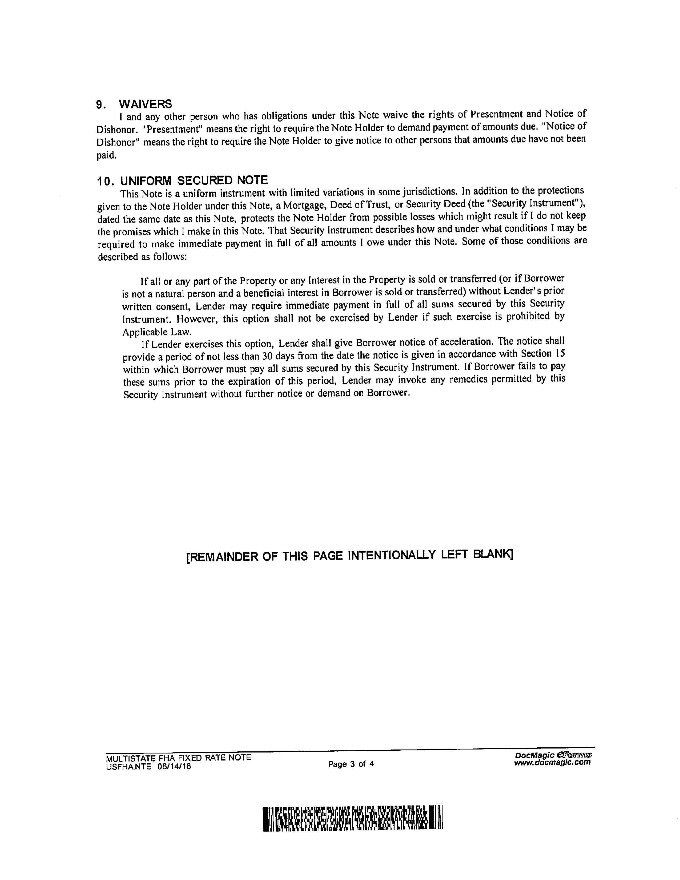 9. WAIVERS
I and any other person who has obligations under this Note waive the rights of Presentment and Notice of
Dishonor. "Presentment" means the right to require the Note Holder to demand payment of amounts due. "Notice of
Dishonor" means the right to require the Note Holder to give notice to other persons that amounts due have not been
paid.
10. UNIFORM SECURED NOTE
This Note is a uniform instrument with limited variations in some jurisdictions. In addition to the protections
given to the Note Holder under this Note, a Mortgage, Deed of Trust, or Security Deed (the "Security Instrument"),
dated the same date as this Note, protects the Note Holder from possible losses which might result if I do not keep
the promises which I make in this Note. That Security Instrument describes how and under what conditions I may be
required to make immediate payment in full of all amounts I owe under this Note. Some of those conditions are
described as follows:
If all or any part of the Property or any Interest in the Property is sold or transferred (or if Borrower
is not a natural person and a beneficial interest in Borrower is sold or transferred) without Lender's prior
written consent, Lender may require immediate payment in full of all sums secured by this Security
Instrument. However, this option shall not be exercised by Lender if such exercise is prohibited by
Applicable Law.
If Lender exercises this option, Lender shall give Borrower notice of acceleration. The notice shall
provide a period of not less than 30 days from the date the notice is given in accordance with Section 15
within which Borrower must pay all sums secured by this Security Instrument. If Borrower fails to pay
these sums prior to the expiration of this period, Lender may invoke any remedies permitted by this
Security Instrument without further notice or demand on Borrower.
[REMAINDER OF THIS PAGE INTENTIONALLY LEFT BLANK]
MULTISTATE FHA FIXED RATE NOTE
USFHA.NTE 08/14/18
Page 3 of 4
DocMagic
www.docmagic.com